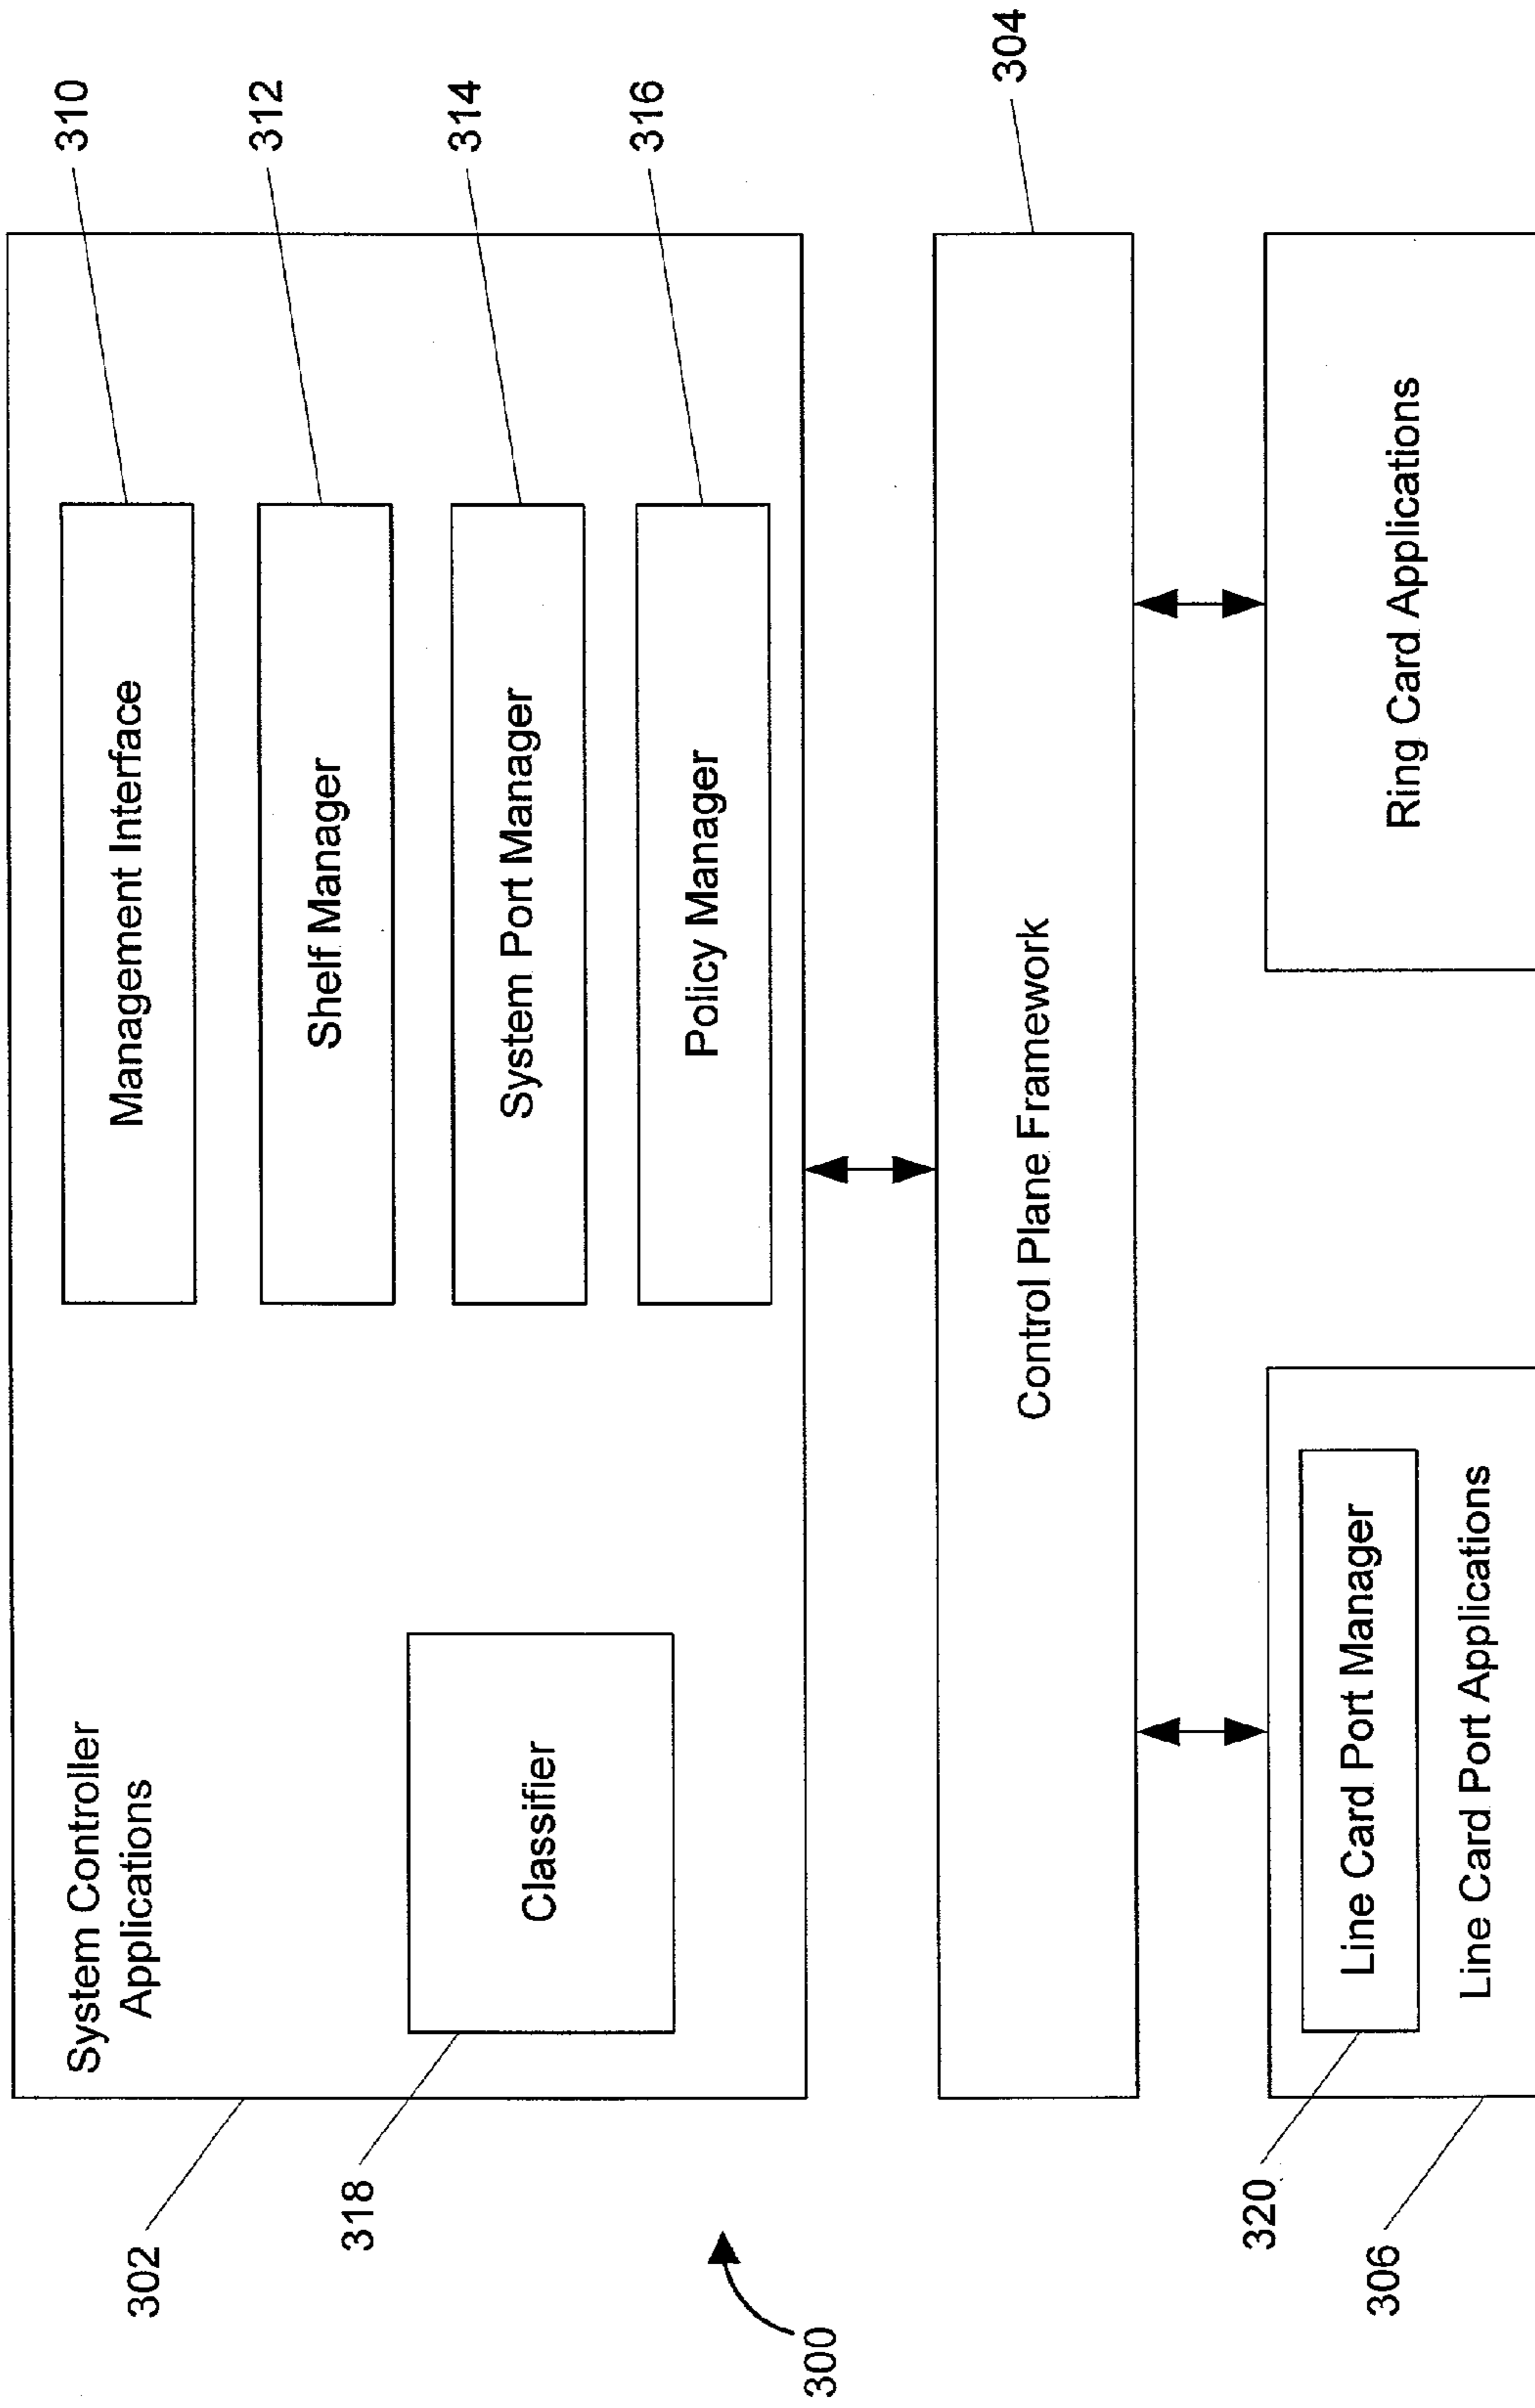 System Controller
Applications
Management Interface
310
Shelf Manager
312
System Port Manager
314
Policy Manager
316
Classifier
302
318
300
Control Plane Framework
304
Line Card Port Manager
Line Card Port Applications
320
306
Ring Card Applications